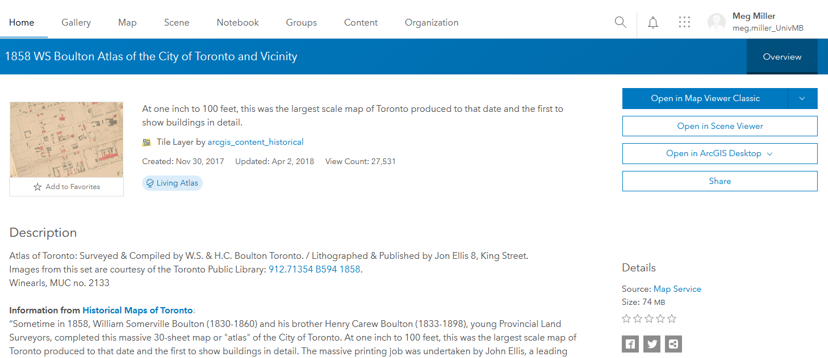 Home Gallery Map Scene Notebook Groups Content Organization
Meg Miller
meg.miller_UnivMB
1858 WS Boulton Atlas of the City of Toronto and Vicinity
Overview
At one inch to 100 feet, this was the largest scale map of Toronto produced to that date and the first to
show buildings in detail.
Tile Layer by arcgis_content_historical
Created: Nov 30, 2017 Updated: Apr 2, 2018 View Count: 27,531
Add to Favorites
Living Atlas
Open in Map Viewer Classic
Open in Scene Viewer
Open in ArcGIS Desktop
Share
Description
Atlas of Toronto: Surveyed & Compiled by W.S. & H.C. Boulton Toronto. / Lithographed & Published by Jon Ellis 8, King Street.
Images from this set are courtesy of the Toronto Public Library: 912.71354 B594 1858.
Winearls, MUC no. 2133
Information from Historical Maps of Toronto:
"Sometime in 1858, William Somerville Boulton (1830-1860) and his brother Henry Carew Boulton (1833-1898), young Provincial Land
Surveyors, completed this massive 30-sheet map or "atlas" of the City of Toronto. At one inch to 100 feet, this was the largest scale map of
Toronto produced to that date and the first to show buildings in detail. The massive printing job was undertaken by John Ellis, a leading
Details
Source: Map Service
Size: 74 MB